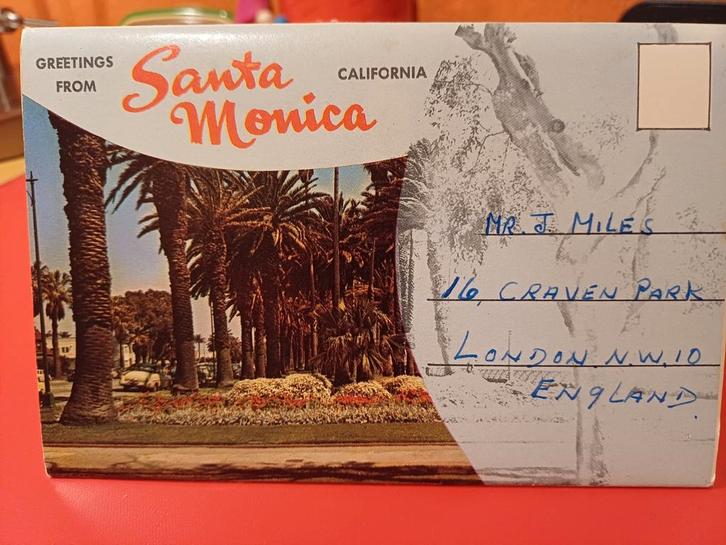 GREETINGS
FROM
Santa
Monica
CALIFORNIA
MR. J. MILES
16, CRAVEN PARK
LONDON N.W.10
ENGLAND.